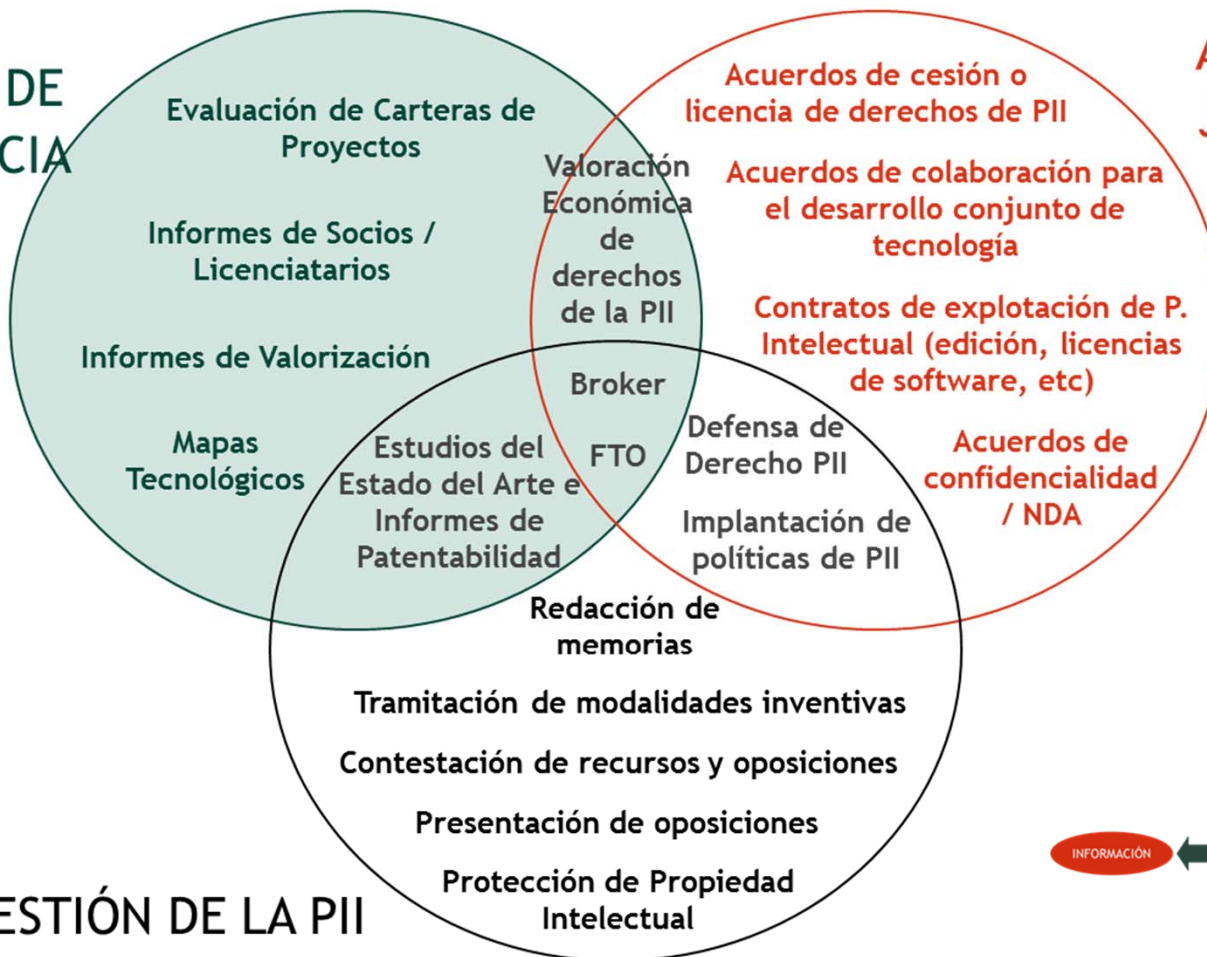 DE
CIA
Evaluación de Carteras de
Proyectos
Informes de Socios /
Licenciatarios
Informes de Valorización
Mapas
Tecnológicos
Valoración
Económica
de
derechos
de la PII
Broker
FTO
Estudios del
Estado del Arte e
Informes de
Patentabilidad
Acuerdos de cesión o
licencia de derechos de PII
Acuerdos de colaboración para
el desarrollo conjunto de
tecnología
Contratos de explotación de P.
Intelectual (edición, licencias
de software, etc)
Acuerdos de
confidencialidad
/ NDA
Defensa de
Derecho PII
Implantación de
políticas de PII
Redacción de
memorias
Tramitación de modalidades inventivas
Contestación de recursos y oposiciones
Presentación de oposiciones
Protección de Propiedad
Intelectual
ESTIÓN DE LA PII
INFORMACIÓN